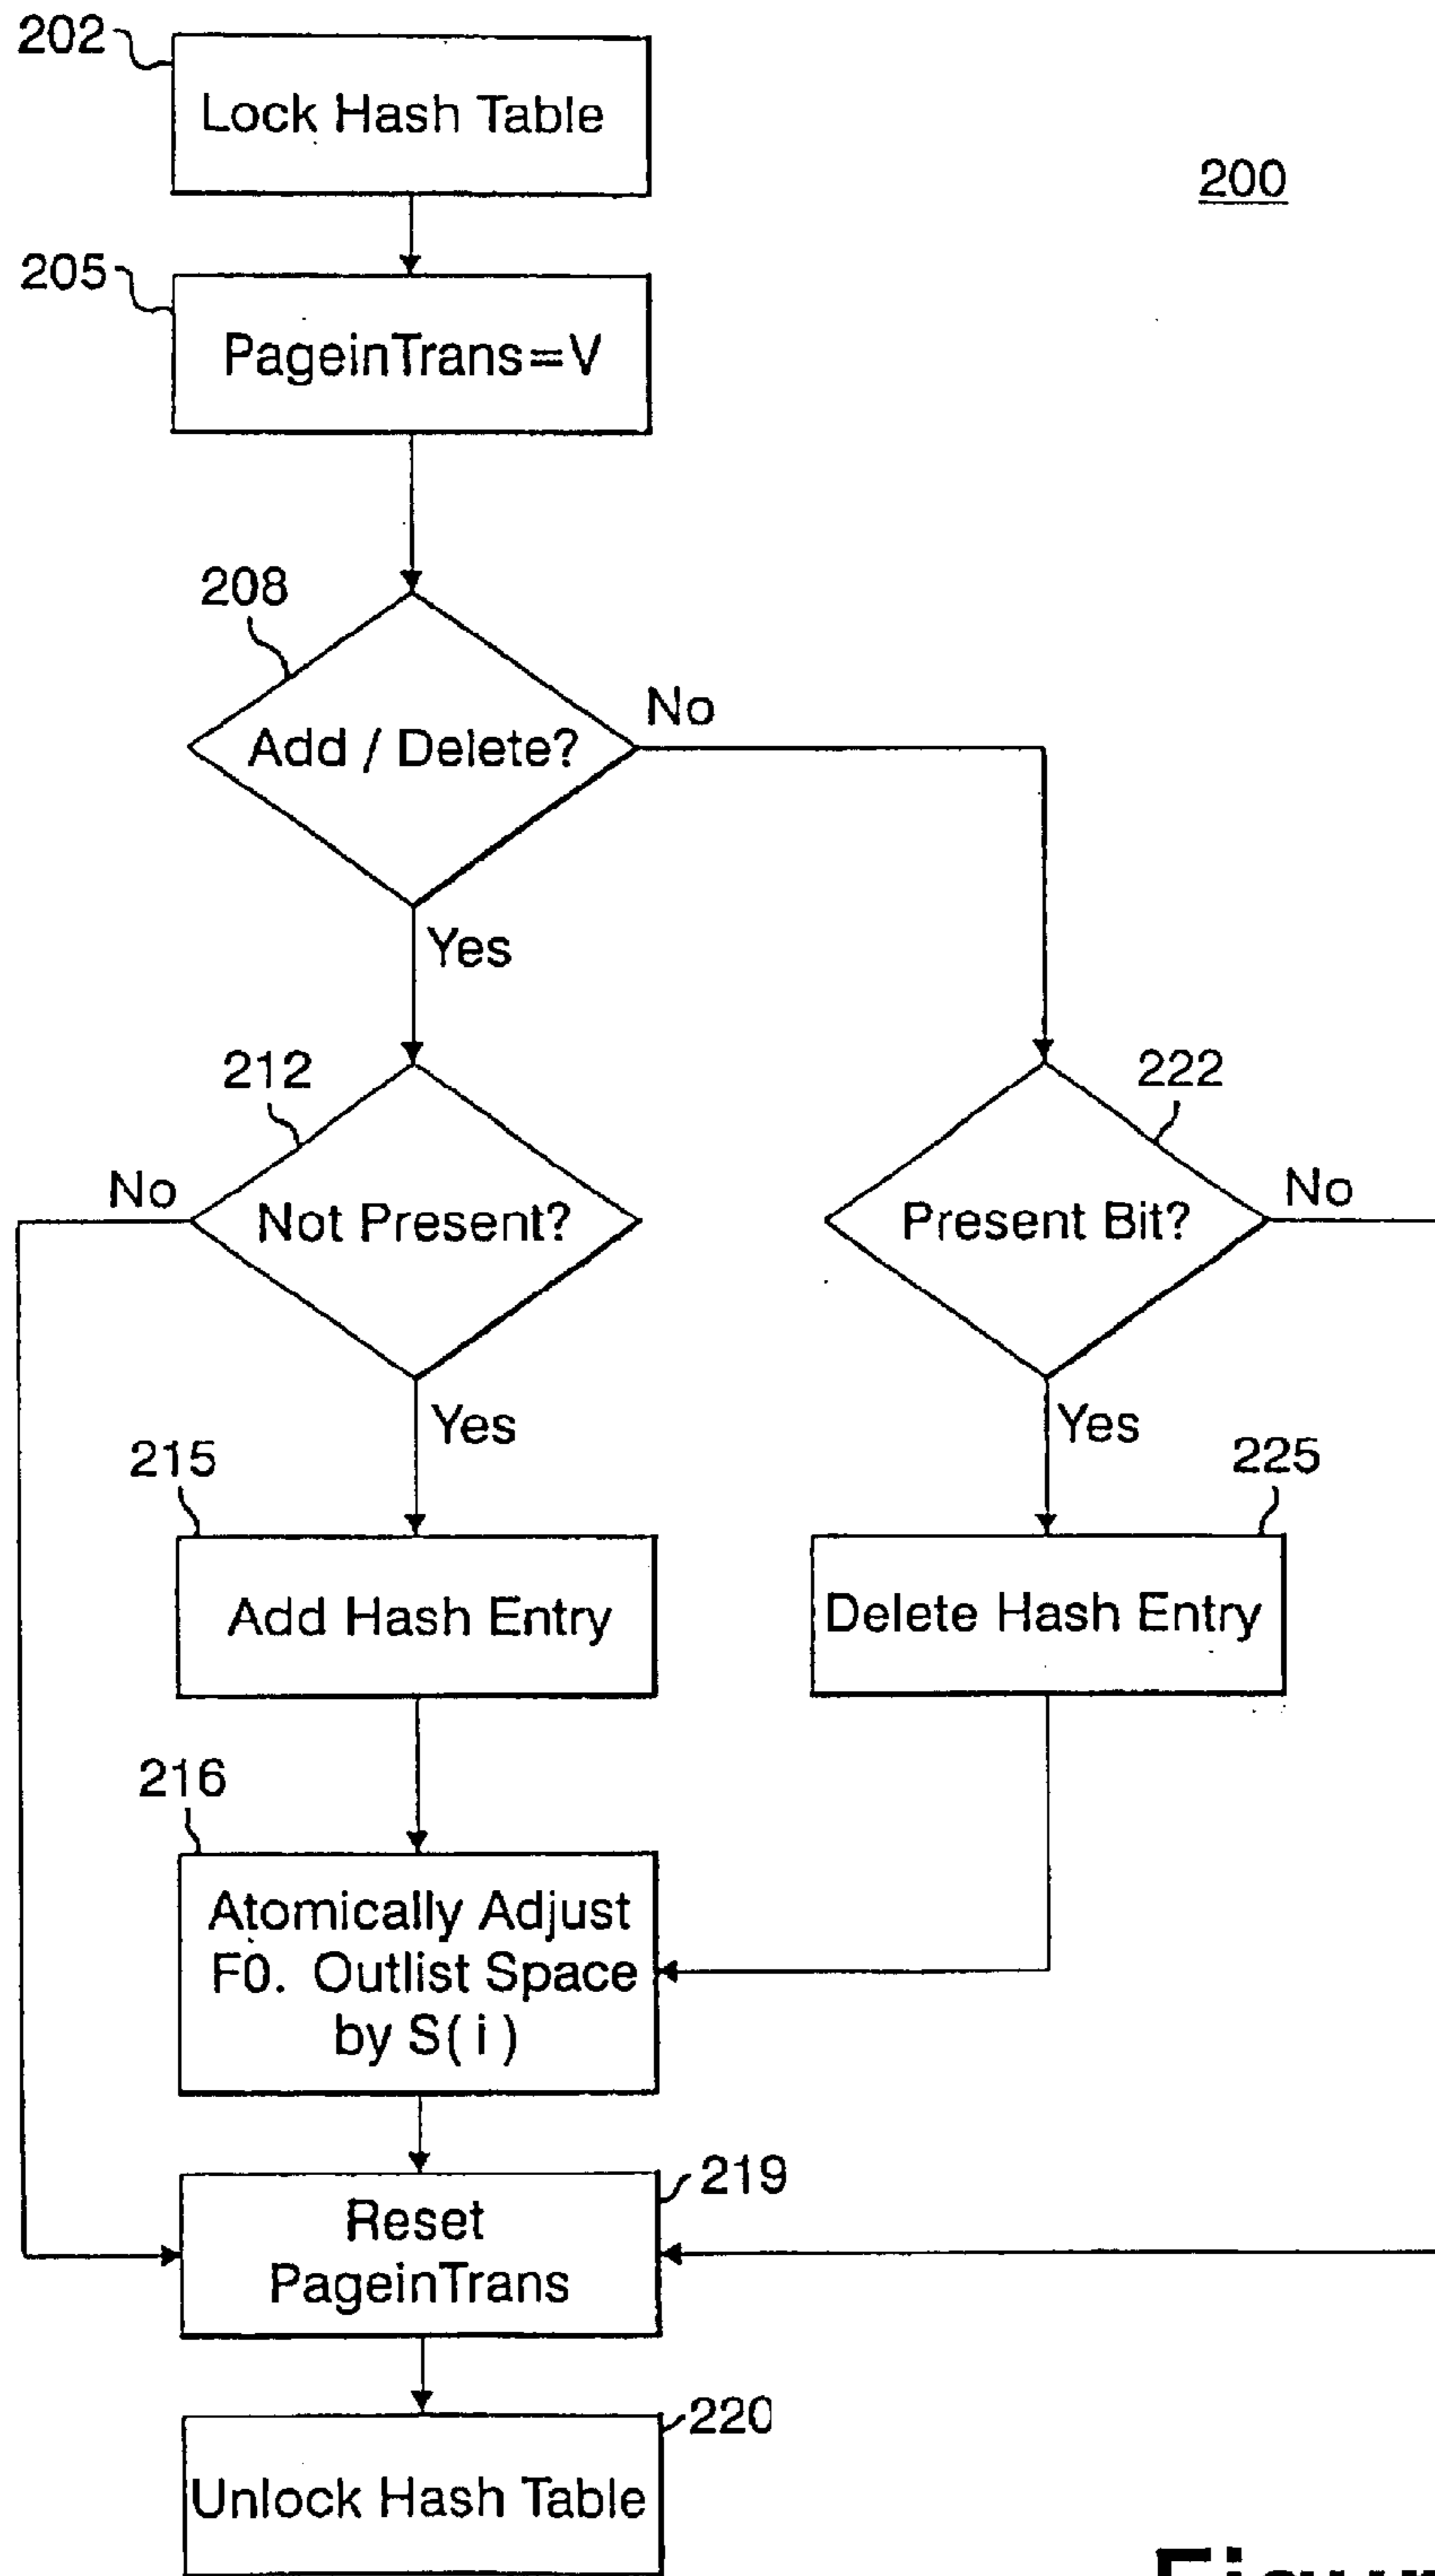 202
Lock Hash Table
200
205
PageinTrans=V
208
Add / Delete?
No
Yes
212
222
No
Not Present?
Present Bit?
No
Yes
Yes
215
225
Add Hash Entry
Delete Hash Entry
216
Atomically Adjust
F0. Outlist Space
by S( i )
219
Reset
PageinTrans
220
Unlock Hash Table